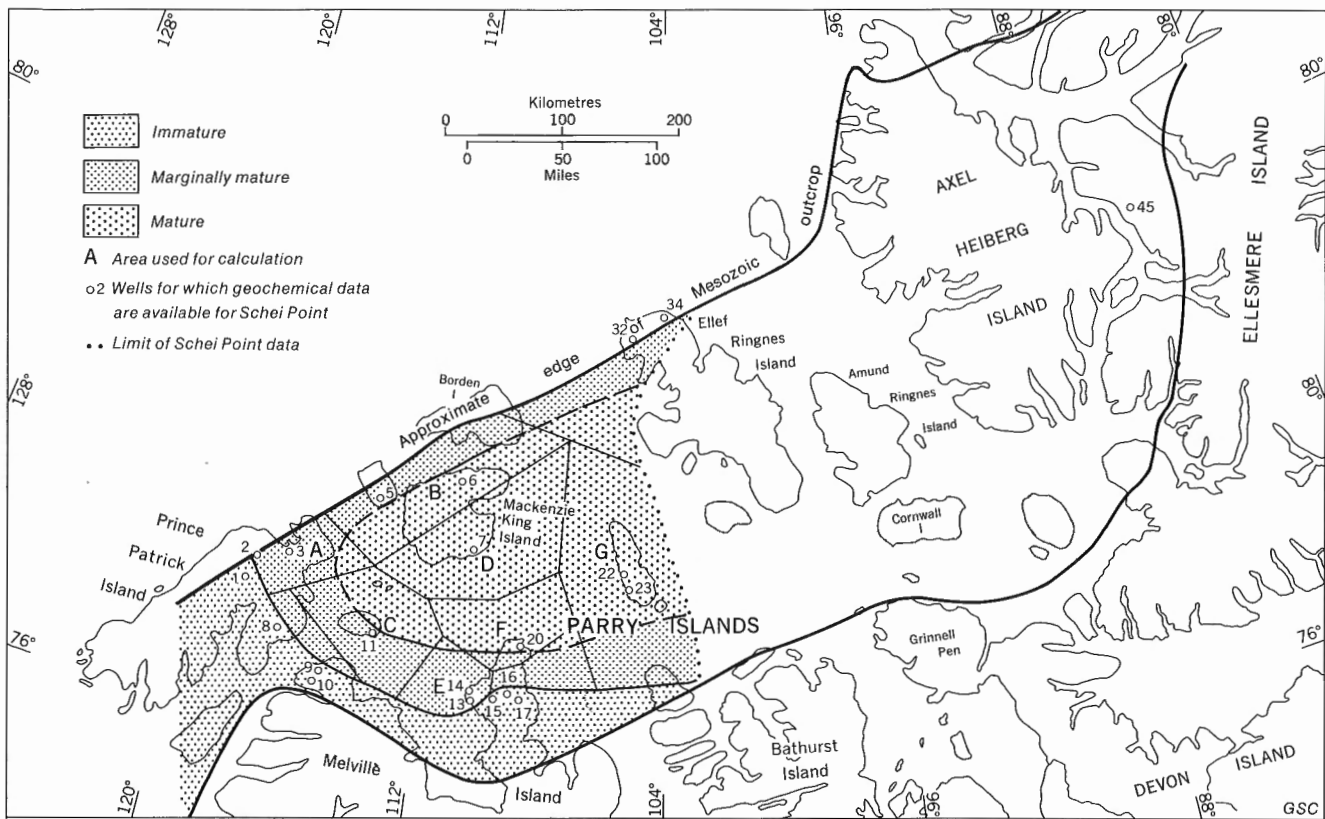 128°
120°
112°
104°
96°
88°
80°
80°
80°
Kilometres
0 100 200
0 50 100
Miles
Immature
Marginally mature
Mature
A Area used for calculation
o2 Wells for which geochemical data
are available for Schei Point
•• Limit of Schei Point data
AXEL
HEIBERG
ISLAND
ELLESMERE ISLAND
45
outcrop
Mesozoic
of
edge
Approximate
34
32
Ellef
Ringnes
Island
Amund
Ringnes
Island
Borden
I
128°
80°
5
B
6
Mackenzie
King
Island
7
D
Cornwall
I
Prince
Patrick
Island
2
3
A
1
G
22
23
8
C
11
F
20
PARRY ISLANDS
9
10
E
14
13
16
15
17
76°
76°
Grinnell
Pen
Melville
Island
Bathurst
Island
DEVON ISLAND
120°
112°
104°
96°
88°
GSC